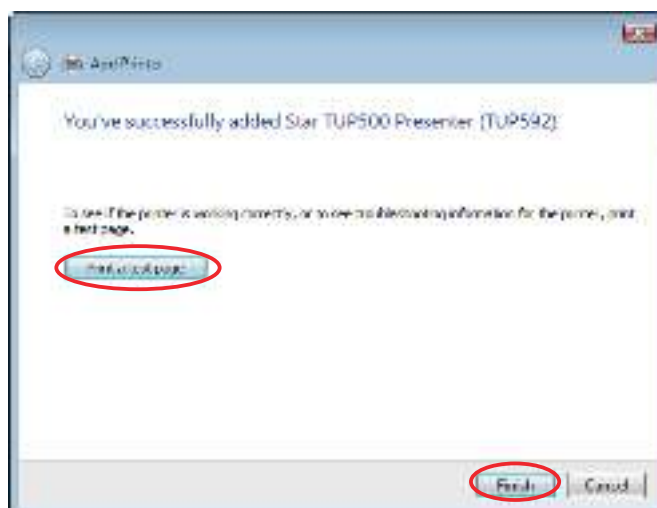 Add Printer
You've successfully added Star TUP500 Presenter (TUP592)
To see if the printer is working correctly, or to see troubleshooting information for the printer, print
a test page.
Print a test page
Finish Cancel